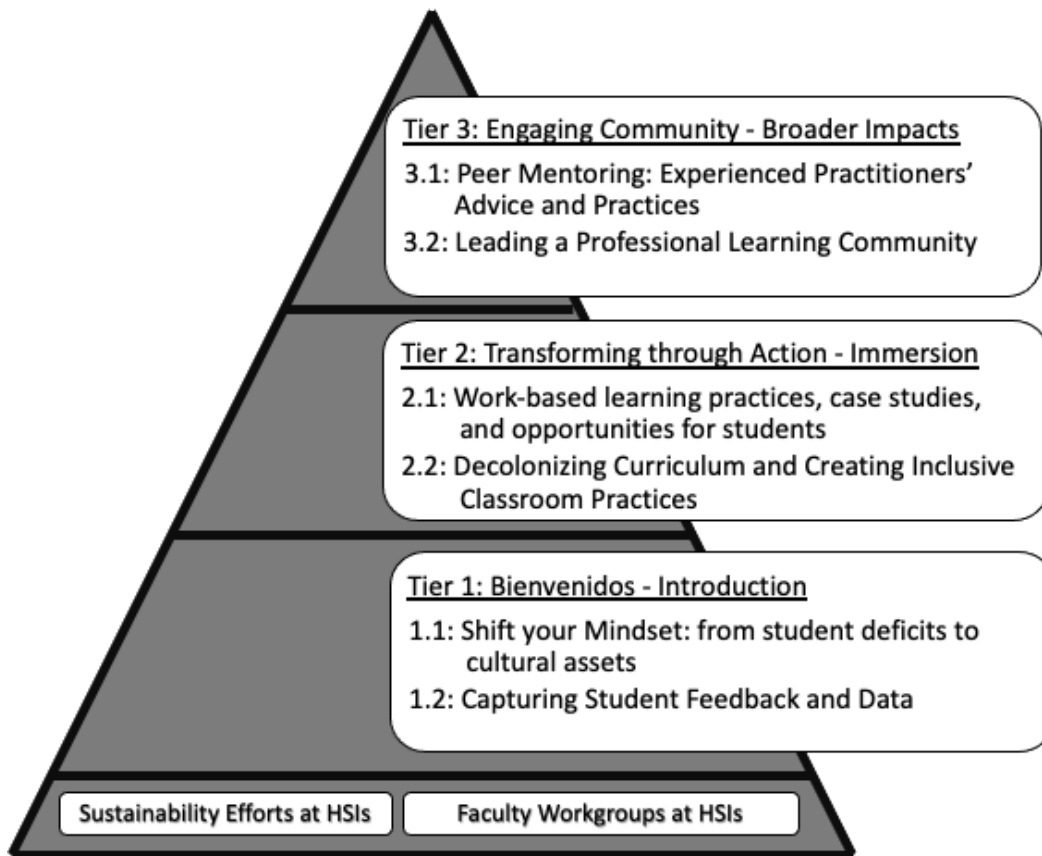 Tier 3: Engaging Community - Broader Impacts
3.1: Peer Mentoring: Experienced Practitioners’
Advice and Practices
3.2: Leading a Professional Learning Community
Tier 2: Transforming through Action - Immersion
2.1: Work-based learning practices, case studies,
and opportunities for students
2.2: Decolonizing Curriculum and Creating Inclusive
Classroom Practices
Tier 1: Bienvenidos - Introduction
1.1: Shift your Mindset: from student deficits to
cultural assets
1.2: Capturing Student Feedback and Data
Sustainability Efforts at HSIs
Faculty Workgroups at HSIs